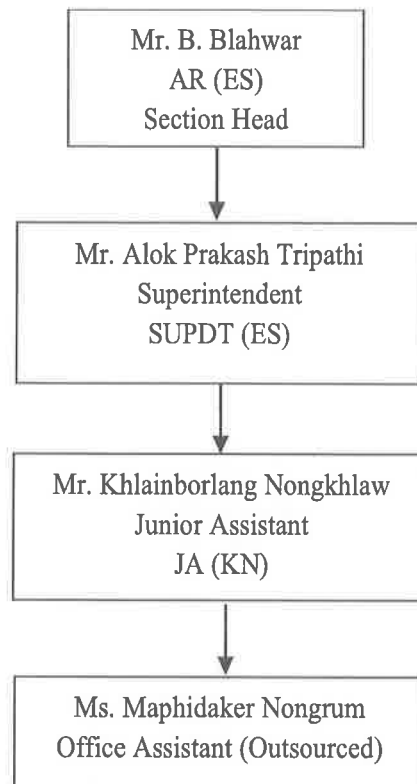 Mr. B. Blahwar
AR (ES)
Section Head
Mr. Alok Prakash Tripathi
Superintendent
SUPDT (ES)
Mr. Khlainborlang Nongkhlaw
Junior Assistant
JA (KN)
Ms. Maphidaker Nongrum
Office Assistant (Outsourced)